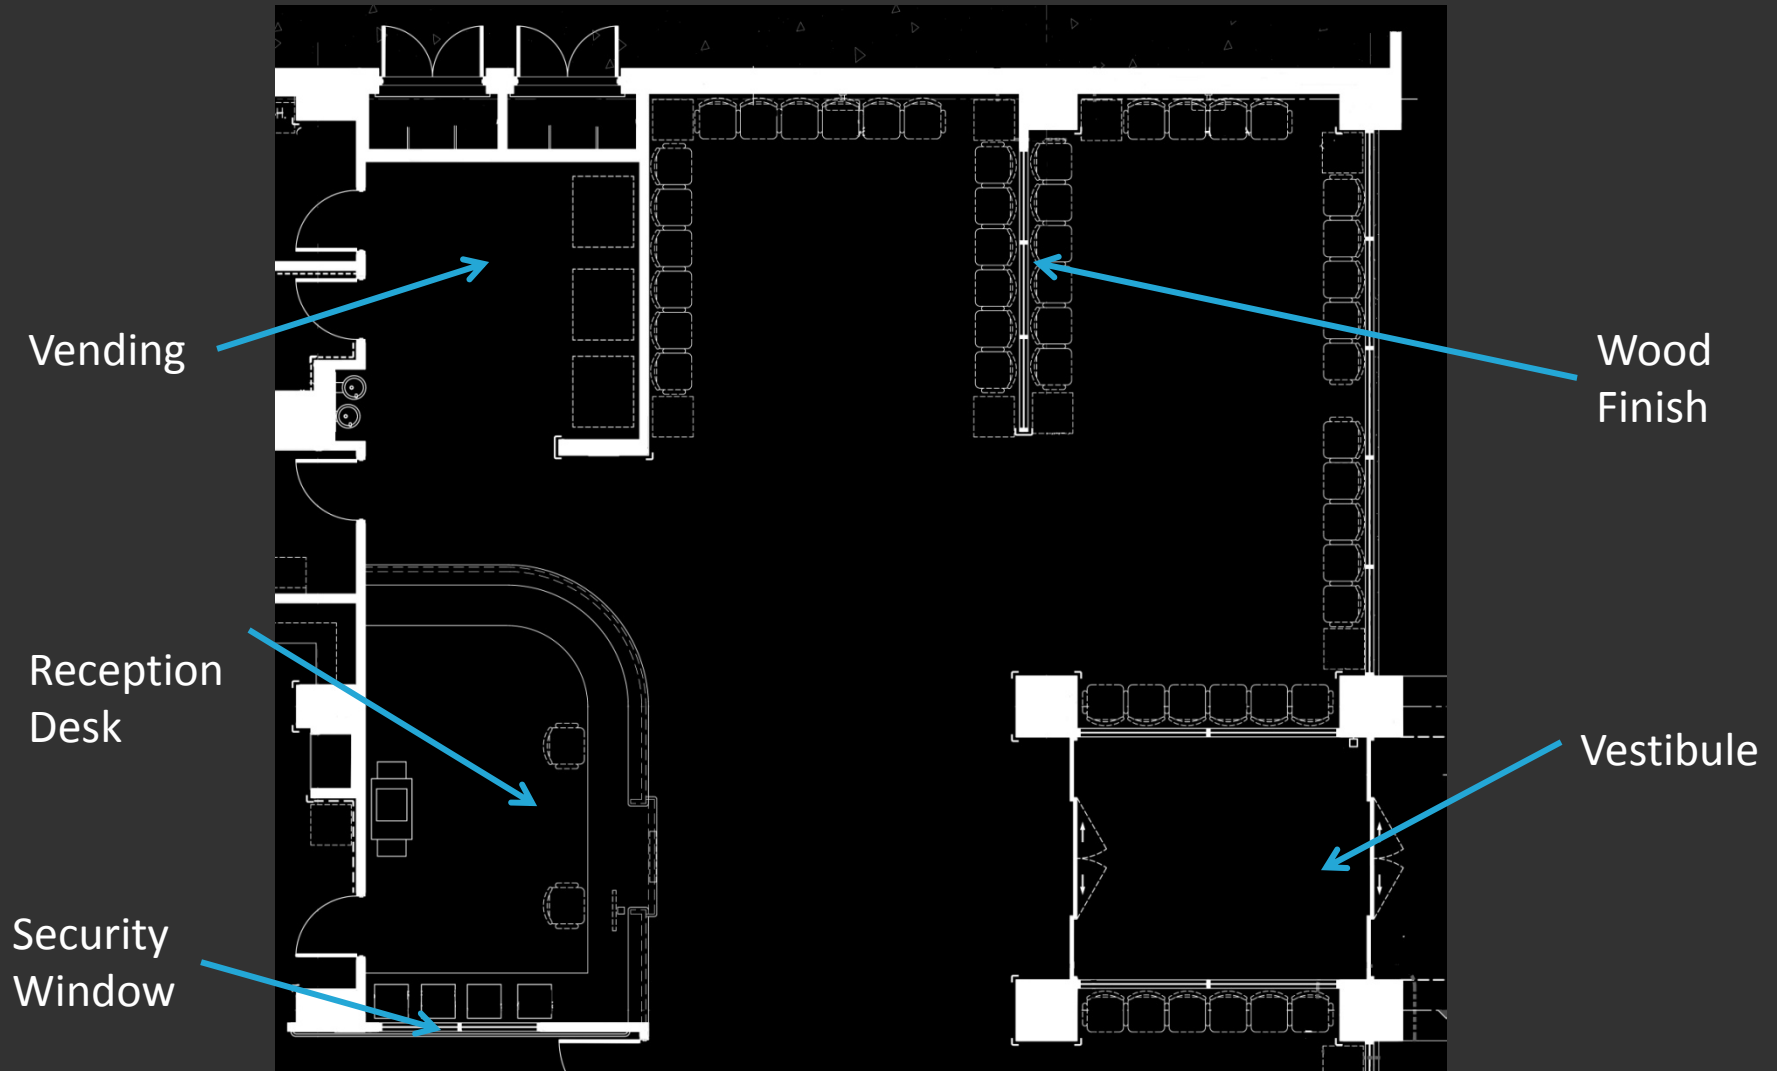 Vending
Wood
Finish
Reception
Desk
Vestibule
Security
Window